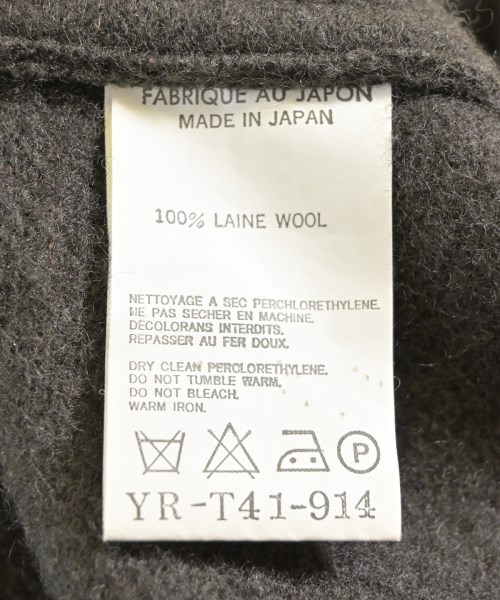 FABRIQUE AU JAPON
MADE IN JAPAN
100% LAINE WOOL
NETTOYAGE A SEC PERCHLORETHYLENE.
NE PAS SECHER EN MACHINE.
DECOLORANS INTERDITS.
REPASSER AU FER DOUX.
DRY CLEAN PERCLORETHYLENE.
DO NOT TUMBLE WARM.
DO NOT BLEACH.
WARM IRON.
P
YR-T41-914